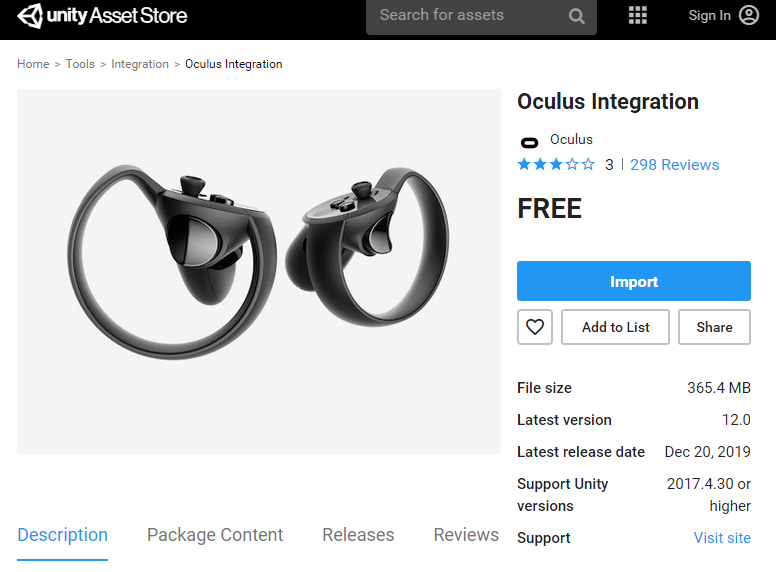 unity Asset Store
Search for assets
Sign In
Home > Tools > Integration > Oculus Integration
Oculus Integration
Oculus
3 | 298 Reviews
FREE
Import
Add to List
Share
File size 365.4 MB
Latest version 12.0
Latest release date Dec 20, 2019
Support Unity 2017.4.30 or
versions higher
Support Visit site
Description Package Content Releases Reviews